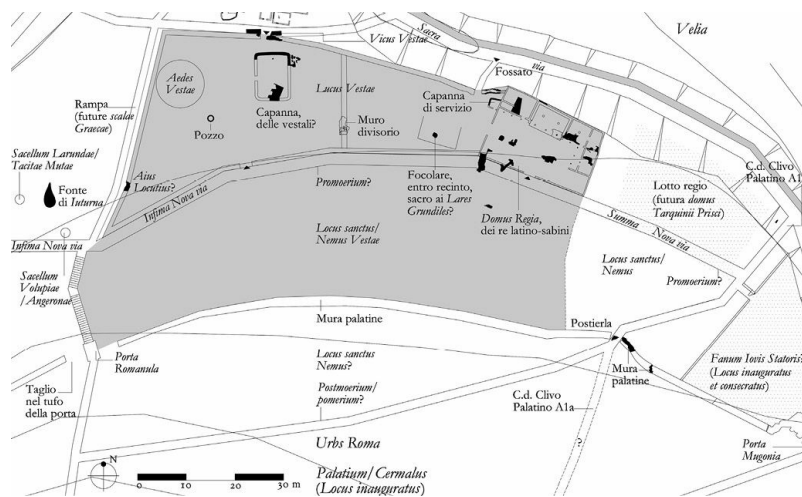 Velia
Sacra
via
Vicus Vestae
Fossato
Aedes
Vestae
Lucus Vestae
Capanna
di servizio
Rampa
(future scalae
Graecae)
Capanna,
delle vestali?
Muro
divisorio
Pozzo
Sacellum Larundae/
Tacitae Mutae
Aius
Locutius?
C.d. Clivo
Palatino A1
Fonte
di Iuturna
Promoerium?
Focolare,
entro recinto,
sacro ai Lares
Grundiles?
Lotto regio
(futura domus
Tarquinii Prisci)
Infima Nova via
Domus Regia,
dei re latino-sabini
Summa Nova via
Infima Nova via
Locus sanctus/
Nemus Vestae
Locus sanctus/
Nemus
Promoerium?
Sacellum
Volupiae
/Angeronae
Mura palatine
Postierla
Porta
Romanula
Locus sanctus
Nemus?
Mura
palatine
Fanum Iovis Statoris
(Locus inauguratus
et consecratus)
Taglio
nel tufo
della porta
Postmoerium/
pomerium?
C.d. Clivo
Palatino A1a
?
Urbs Roma
Porta
Mugonia
N
0 10 20 30 m
Palatium/Cermalus
(Locus inauguratus)